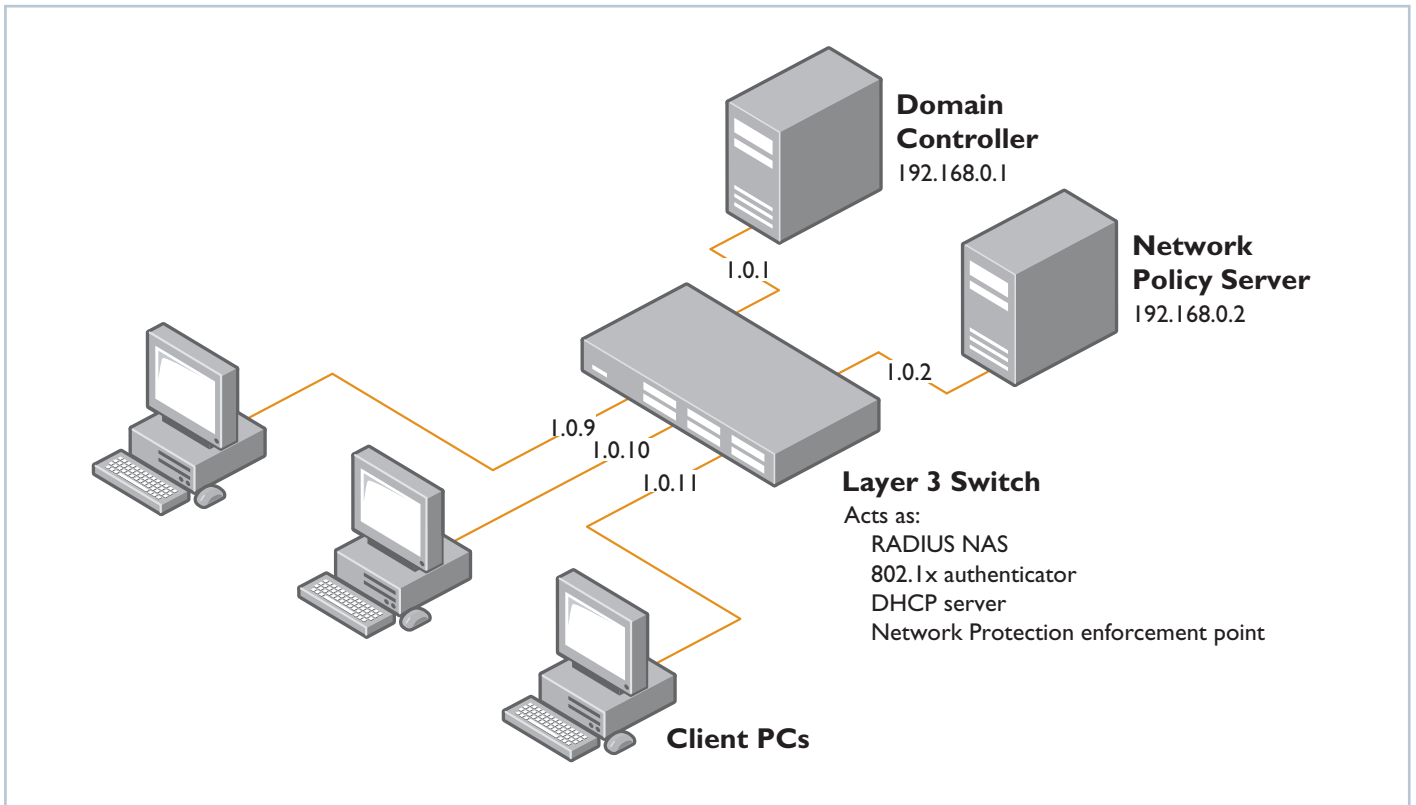 Domain
Controller
192.168.0.1
Network
Policy Server
192.168.0.2
1.0.1
1.0.2
1.0.9
1.0.10
1.0.11
Layer 3 Switch
Acts as:
RADIUS NAS
802.1x authenticator
DHCP server
Network Protection enforcement point
Client PCs